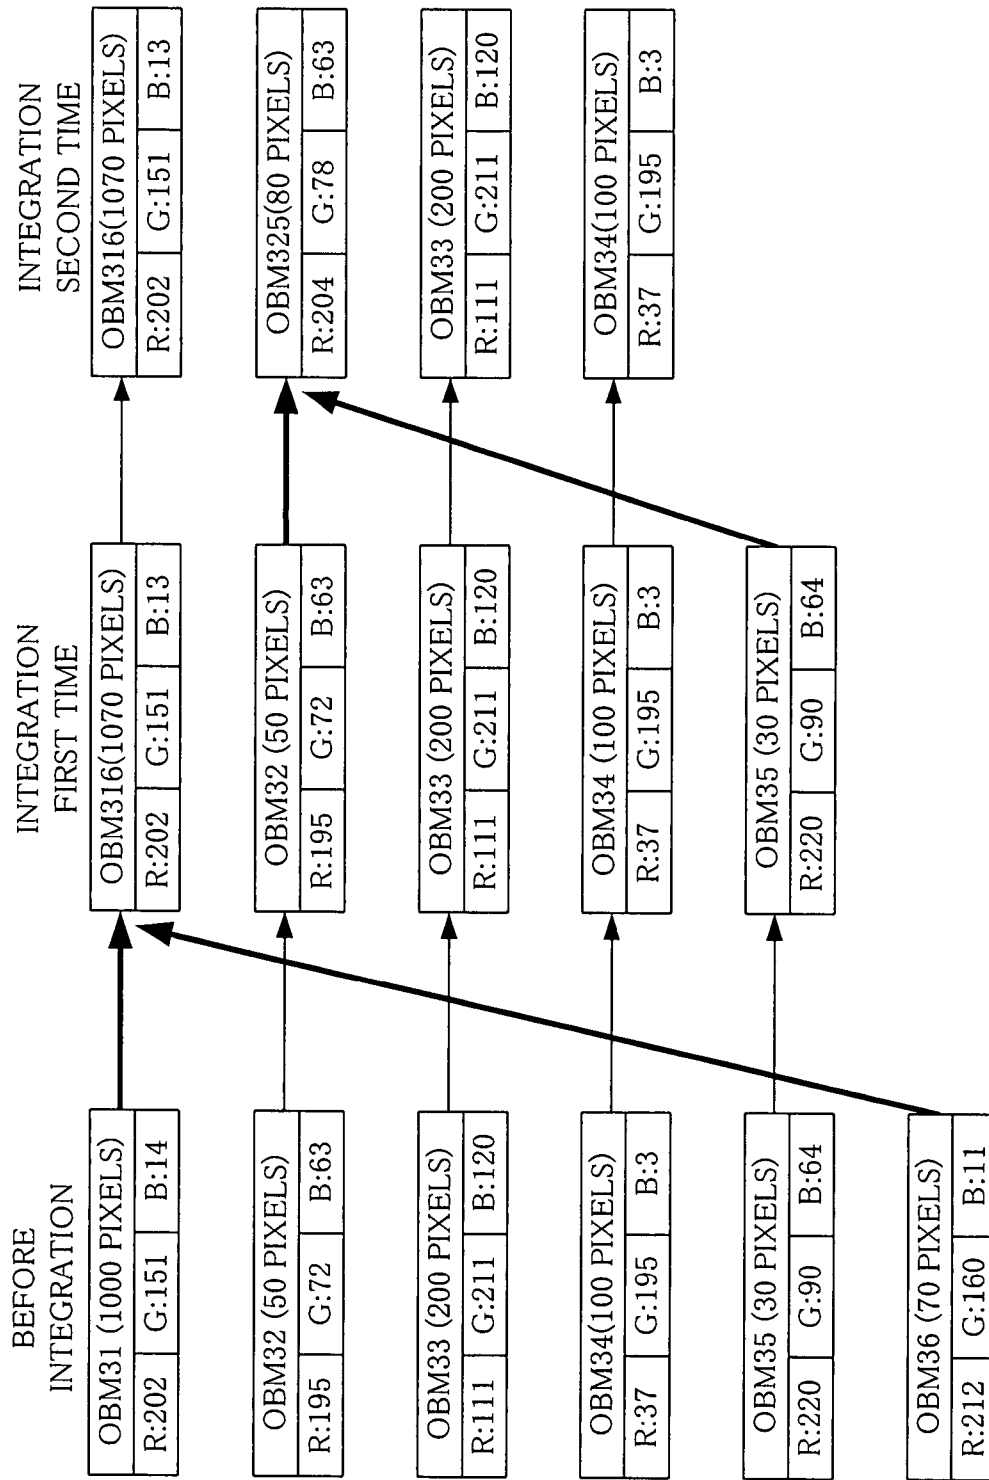 BEFORE
INTEGRATION
OBM31 (1000 PIXELS)
R:202 G:151 B:14
OBM32 (50 PIXELS)
R:195 G:72 B:63
OBM33 (200 PIXELS)
R:111 G:211 B:120
OBM34(100 PIXELS)
R:37 G:195 B:3
OBM35 (30 PIXELS)
R:220 G:90 B:64
OBM36 (70 PIXELS)
R:212 G:160 B:11
INTEGRATION
FIRST TIME
OBM316(1070 PIXELS)
R:202 G:151 B:13
OBM32 (50 PIXELS)
R:195 G:72 B:63
OBM33 (200 PIXELS)
R:111 G:211 B:120
OBM34 (100 PIXELS)
R:37 G:195 B:3
OBM35 (30 PIXELS)
R:220 G:90 B:64
INTEGRATION
SECOND TIME
OBM316(1070 PIXELS)
R:202 G:151 B:13
OBM325(80 PIXELS)
R:204 G:78 B:63
OBM33 (200 PIXELS)
R:111 G:211 B:120
OBM34(100 PIXELS)
R:37 G:195 B:3